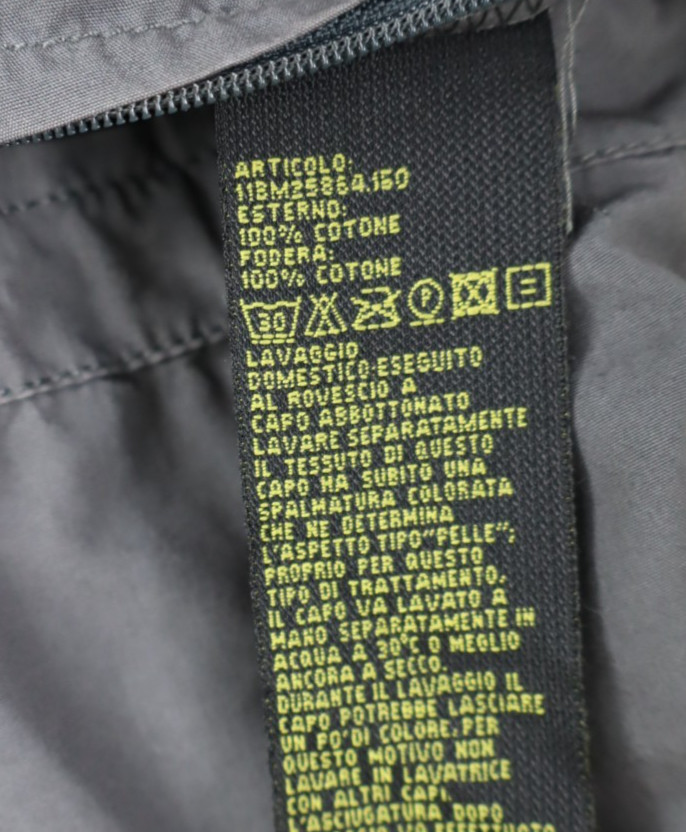 ARTICOLO:
11BM25864.150
ESTERNO:
100% COTONE
FODERA:
100% COTONE
30 P
LAVAGGIO
DOMESTICO:ESEGUITO
AL ROVESCIO A
CAPO ABBOTTONATO
LAVARE SEPARATAMENTE
IL TESSUTO DI QUESTO
CAPO HA SUBITO UNA
SPALMATURA COLORATA
CHE NE DETERMINA
L'ASPETTO TIPO"PELLE";
PROPRIO PER QUESTO
TIPO DI TRATTAMENTO,
IL CAPO VA LAVATO A
MANO SEPARATAMENTE IN
ACQUA A 30°C O MEGLIO
ANCORA A SECCO.
DURANTE IL LAVAGGIO IL
CAPO POTREBBE LASCIARE
UN PO'DI COLORE,PER
QUESTO MOTIVO NON
LAVARE IN LAVATRICE
CON ALTRI CAPI.
L'ASCIUGATURA DOPO